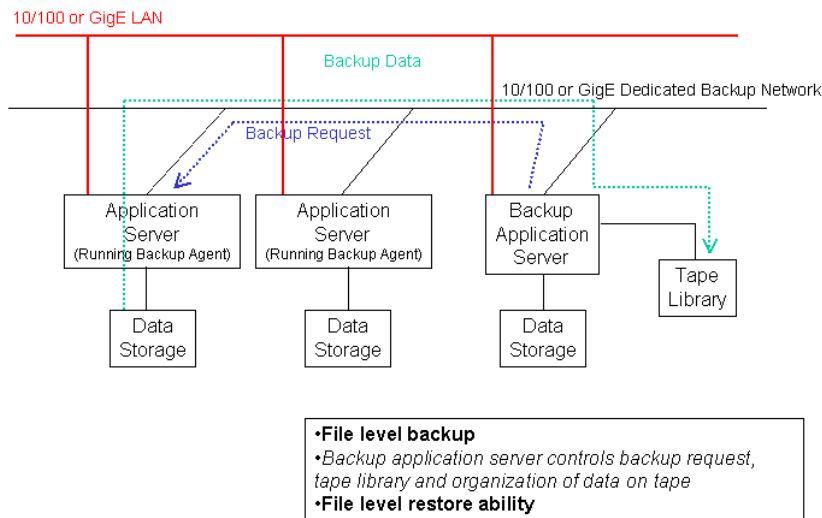 10/100 or GigE LAN
Backup Data
10/100 or GigE Dedicated Backup Network
Backup Request
Application
Server
(Running Backup Agent)
Application
Server
(Running Backup Agent)
Backup
Application
Server
Tape
Library
Data
Storage
Data
Storage
Data
Storage
•File level backup
•Backup application server controls backup request,
tape library and organization of data on tape
•File level restore ability